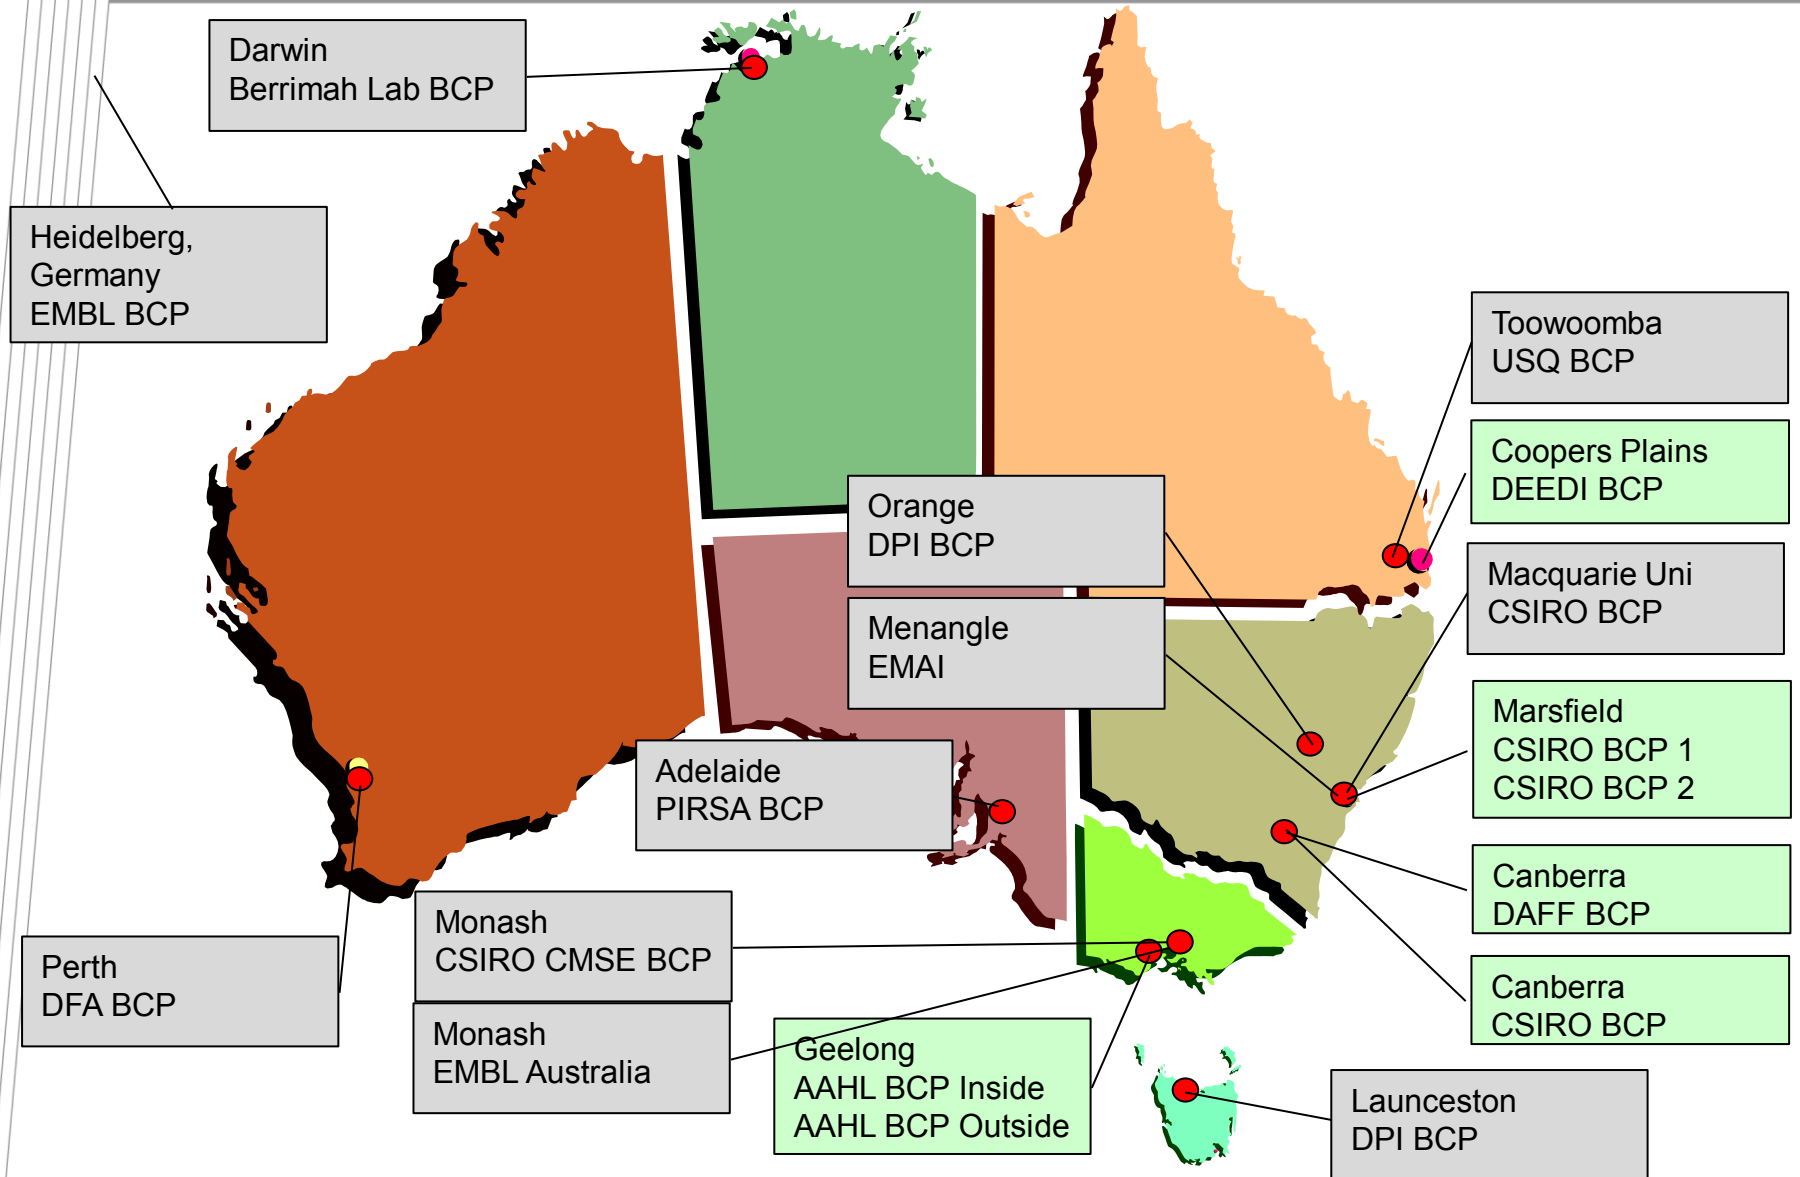 Darwin
Berrimah Lab BCP
Heidelberg,
Germany
EMBL BCP
Toowoomba
USQ BCP
Coopers Plains
DEEDI BCP
Orange
DPI BCP
Macquarie Uni
CSIRO BCP
Menangle
EMAI
Marsfield
CSIRO BCP 1
CSIRO BCP 2
Adelaide
PIRSA BCP
Canberra
DAFF BCP
Monash
CSIRO CMSE BCP
Perth
DFA BCP
Canberra
CSIRO BCP
Monash
EMBL Australia
Geelong
AAHL BCP Inside
AAHL BCP Outside
Launceston
DPI BCP